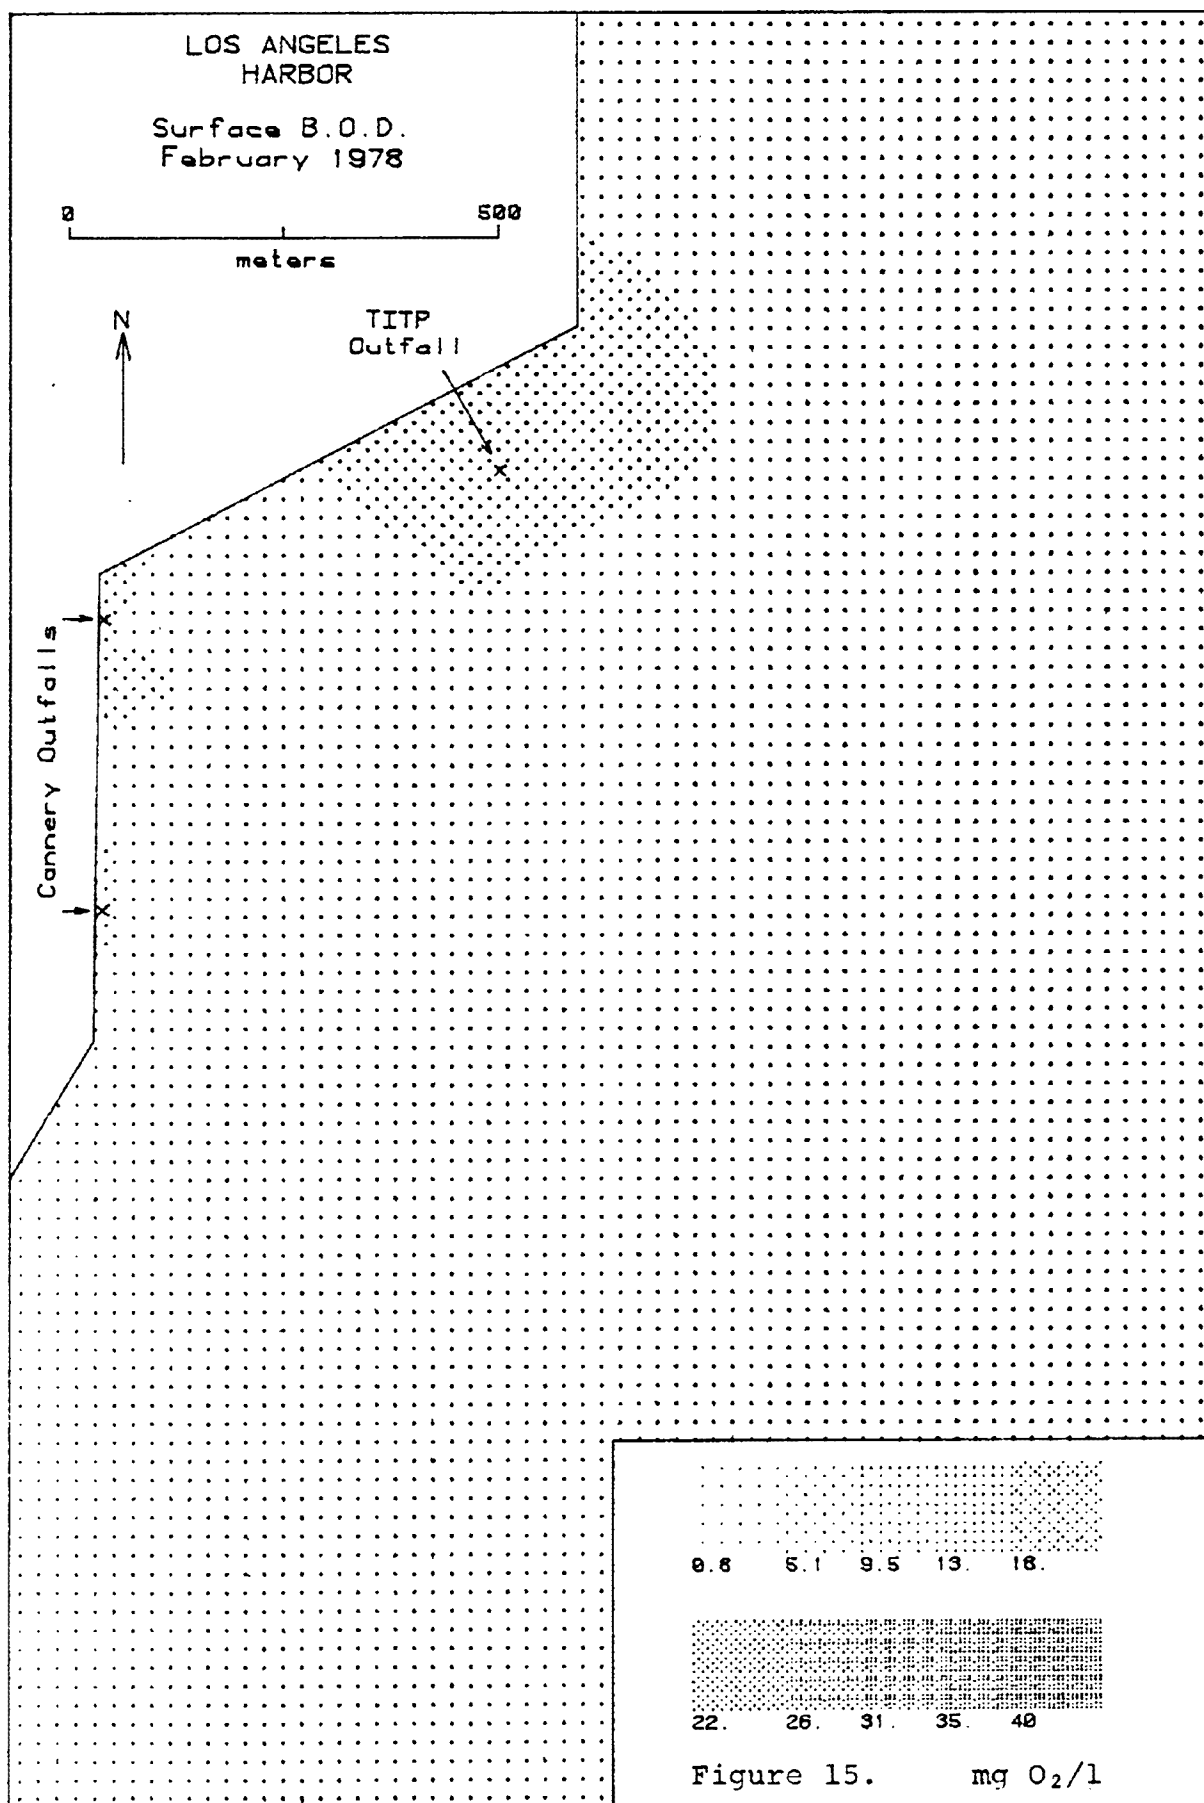 LOS ANGELES
HARBOR
Surface B.O.D.
February 1978
0 500
meters
N
TITP
Outfall
x
x
Cannery Outfalls
x
0.8 5.1 9.5 13. 18.
22. 26. 31. 35. 40
Figure 15. mg O₂/l